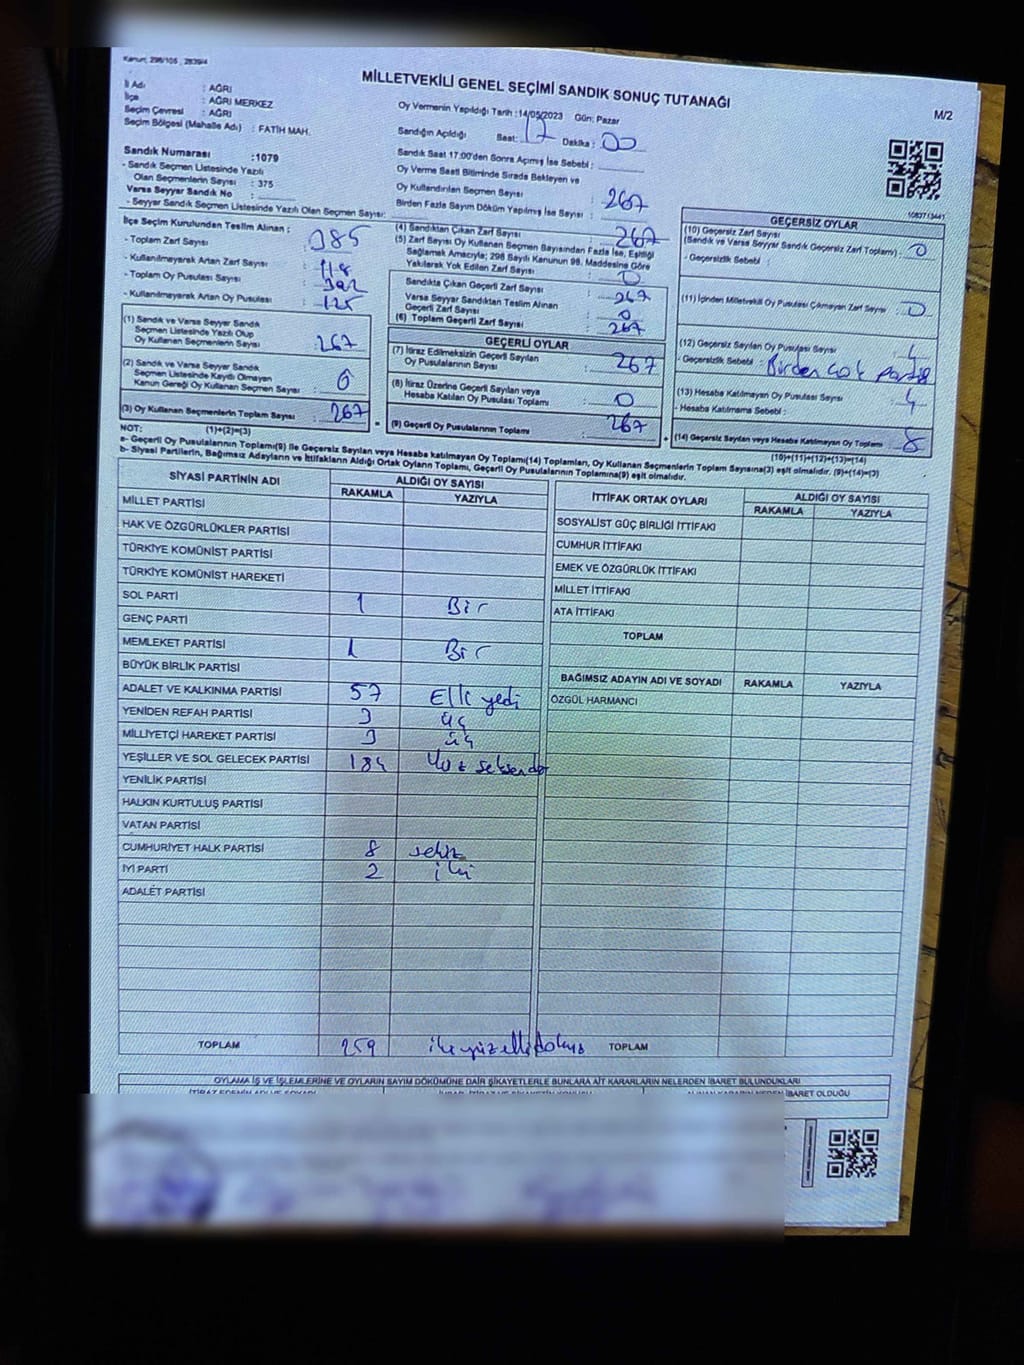 Kanun: 298/105 , 2839/4
MİLLETVEKİLİ GENEL SEÇİMİ SANDIK SONUÇ TUTANAĞI
M/2
İl Adı : AĞRI
İlçe : AĞRI MERKEZ
Seçim Çevresi : AĞRI
Seçim Bölgesi (Mahalle Adı) : FATİH MAH.
Oy Vermenin Yapıldığı Tarih :14/05/2023 Gün: Pazar
Sandığın Açıldığı Saat: 17 Dakika : 00
Sandık Saat 17:00'den Sonra Açımış İse Sebebi :
Oy Verme Saati Bitiminde Sırada Bekleyen ve
Oy Kullandırılan Seçmen Sayısı : 267
Birden Fazla Sayım Döküm Yapılmış İse Sayısı :
Sandık Numarası :1079
- Sandık Seçmen Listesinde Yazılı
Olan Seçmenlerin Sayısı : 375
Varsa Seyyar Sandık No :
- Seyyar Sandık Seçmen Listesinde Yazılı Olan Seçmen Sayısı:
1083713441
İlçe Seçim Kurulundan Teslim Alınan :
- Toplam Zarf Sayısı : 385
- Kullanılmayarak Artan Zarf Sayısı : 118
- Toplam Oy Pusulası Sayısı :
- Kullanılmayarak Artan Oy Pusulası : 125
(1) Sandık ve Varsa Seyyar Sandık
Seçmen Listesinde Yazılı Olup
Oy Kullanan Seçmenlerin Sayısı : 267
(2) Sandık ve Varsa Seyyar Sandık
Seçmen Listesinde Kayıtlı Olmayan
Kanun Gereği Oy Kullanan Seçmen Sayısı : 0
(3) Oy Kullanan Seçmenlerin Toplam Sayısı : 267
(1)+(2)=(3)
(4) Sandıktan Çıkan Zarf Sayısı : 267
(5) Zarf Sayısı Oy Kullanan Seçmen Sayısından Fazla İse, Eşitliği
Sağlamak Amacıyla; 298 Sayılı Kanunun 98. Maddesine Göre
Yakılarak Yok Edilen Zarf Sayısı : 0
Sandıkta Çıkan Geçerli Zarf Sayısı : 267
Varsa Seyyar Sandıktan Teslim Alınan
Geçerli Zarf Sayısı : 0
(6) Toplam Geçerli Zarf Sayısı : 267
GEÇERLİ OYLAR
(7) İtiraz Edilmeksizin Geçerli Sayılan
Oy Pusulalarının Sayısı : 267
(8) İtiraz Üzerine Geçerli Sayılan veya
Hesaba Katılan Oy Pusulası Toplamı : 0
(9) Geçerli Oy Pusulalarının Toplamı : 267
GEÇERSİZ OYLAR
(10) Geçersiz Zarf Sayısı
(Sandık ve Varsa Seyyar Sandık Geçersiz Zarf Toplamı) : 0
- Geçersizlik Sebebi :
(11) İçinden Milletvekili Oy Pusulası Çıkmayan Zarf Sayısı : 0
(12) Geçersiz Sayılan Oy Pusulası Sayısı : 4
- Geçersizlik Sebebi : Birden çok partiye
(13) Hesaba Katılmayan Oy Pusulası Sayısı : 4
- Hesaba Katılmama Sebebi :
(14) Geçersiz Sayılan veya Hesaba Katılmayan Oy Toplamı : 8
(10)+(11)+(12)+(13)=(14)
NOT:
a- Geçerli Oy Pusulalarının Toplamı(9) ile Geçersiz Sayılan veya Hesaba katılmayan Oy Toplamı(14) Toplamları, Oy Kullanan Seçmenlerin Toplam Sayısına(3) eşit olmalıdır. (9)+(14)=(3)
b- Siyasi Partilerin, Bağımsız Adayların ve İttifakların Aldığı Ortak Oyların Toplamı, Geçerli Oy Pusulalarının Toplamına(9) eşit olmalıdır.
SİYASİ PARTİNİN ADI ALDIĞI OY SAYISI
RAKAMLA YAZIYLA
MİLLET PARTİSİ
HAK VE ÖZGÜRLÜKLER PARTİSİ
TÜRKİYE KOMÜNİST PARTİSİ
TÜRKİYE KOMÜNİST HAREKETİ
SOL PARTİ 1 Bir
GENÇ PARTİ
MEMLEKET PARTİSİ 1 Bir
BÜYÜK BİRLİK PARTİSİ
ADALET VE KALKINMA PARTİSİ 57 Elli yedi
YENİDEN REFAH PARTİSİ 3 üç
MİLLİYETÇİ HAREKET PARTİSİ 3 üç
YEŞİLLER VE SOL GELECEK PARTİSİ 184 Yüz seksendör
YENİLİK PARTİSİ
HALKIN KURTULUŞ PARTİSİ
VATAN PARTİSİ
CUMHURİYET HALK PARTİSİ 8 sekiz
İYİ PARTİ 2 iki
ADALET PARTİSİ
TOPLAM 259 ikiyüzellidokuz
İTTİFAK ORTAK OYLARI ALDIĞI OY SAYISI
RAKAMLA YAZIYLA
SOSYALİST GÜÇ BİRLİĞİ İTTİFAKI
CUMHUR İTTİFAKI
EMEK VE ÖZGÜRLÜK İTTİFAKI
MİLLET İTTİFAKI
ATA İTTİFAKI
TOPLAM
BAĞIMSIZ ADAYIN ADI VE SOYADI RAKAMLA YAZIYLA
ÖZGÜL HARMANCI
TOPLAM
OYLAMA İŞ VE İŞLEMLERİNE VE OYLARIN SAYIM DÖKÜMÜNE DAİR ŞİKAYETLERLE BUNLARA AİT KARARLARIN NELERDEN İBARET BULUNDUKLARI